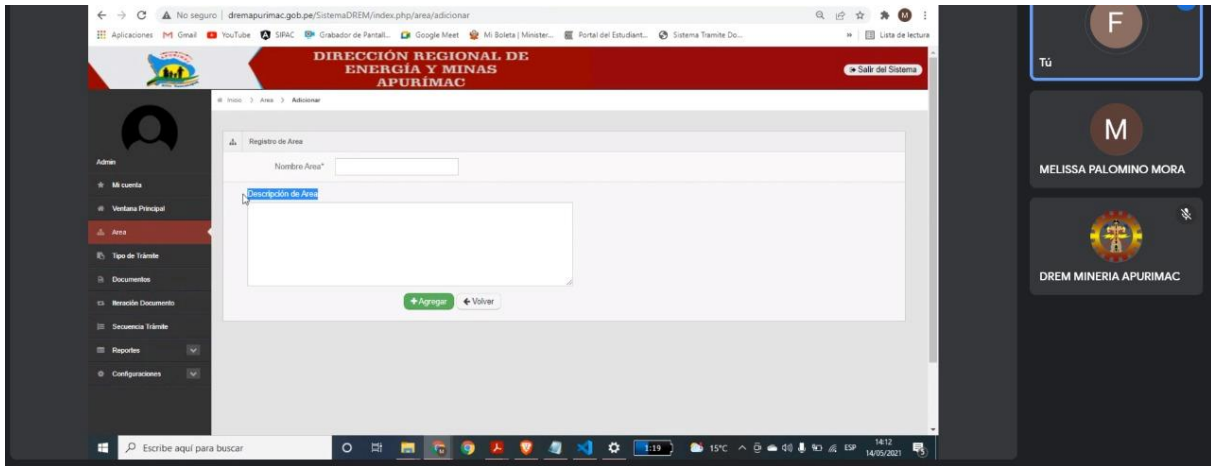 No seguro | dremapurimac.gob.pe/SistemaDREM/index.php/area/adicionar
M
Aplicaciones Gmail YouTube SIPAC Grabador de Pantall... Google Meet Mi Boleta | Minister... Portal del Estudiant... Sistema Tramite Do... » Lista de lectura
DIRECCIÓN REGIONAL DE
ENERGÍA Y MINAS
APURÍMAC
Salir del Sistema
Inicio > Area > Adicionar
Admin
Mi cuenta
Ventana Principal
Area
Tipo de Trámite
Documentos
Iteración Documento
Secuencia Trámite
Reportes
Configuraciones
Registro de Area
Nombre Area*
Descripción de Area
+ Agregar
Volver
Escribe aquí para buscar
1:19
15°C
ESP
14:12
14/05/2021
F
Tú
M
MELISSA PALOMINO MORA
DREM MINERIA APURIMAC